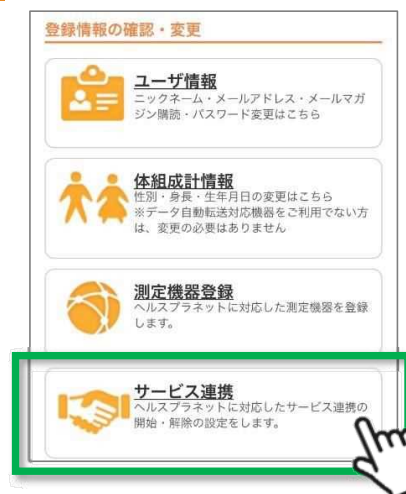 登録情報の確認・変更
ユーザ情報
ニックネーム・メールアドレス・メールマガ
ジン購読・パスワード変更はこちら
体組成計情報
性別・身長・生年月日の変更はこちら
※データ自動転送対応機器をご利用でない方
は、変更の必要はありません
測定機器登録
ヘルスプラネットに対応した測定機器を登録
します。
サービス連携
ヘルスプラネットに対応したサービス連携の
開始・解除の設定をします。